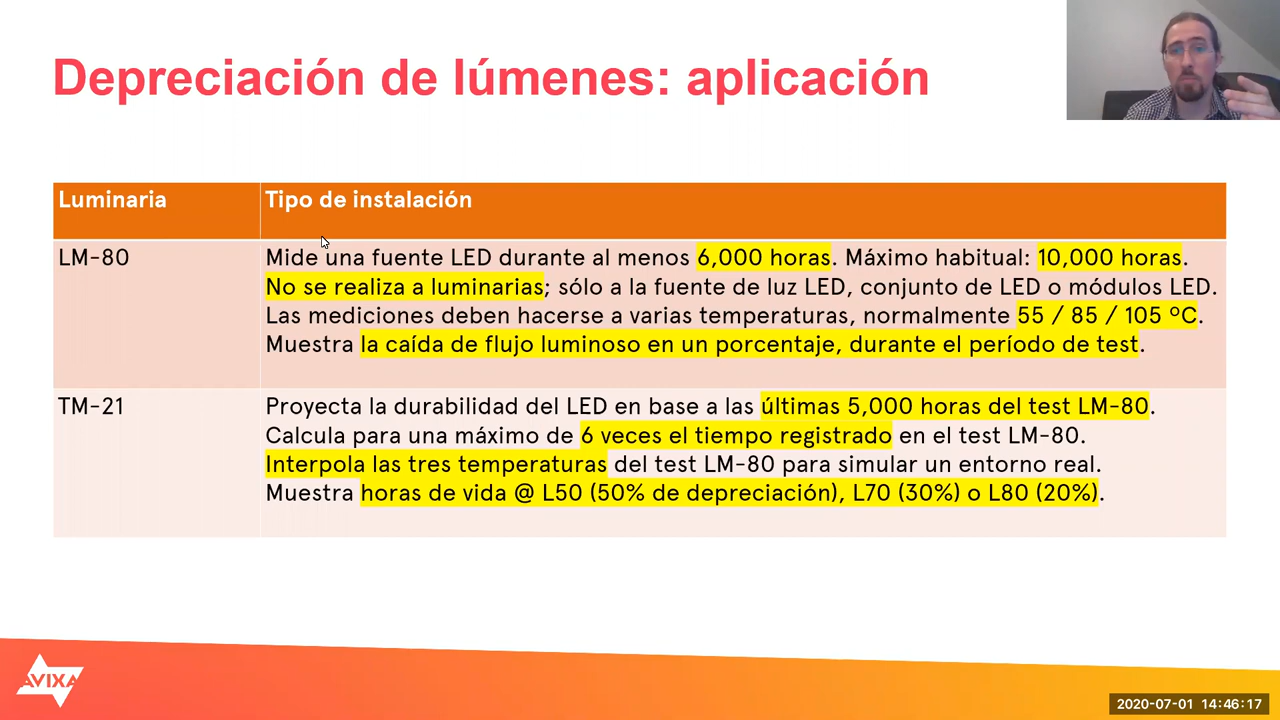 Depreciación de lúmenes: aplicación
Luminaria
Tipo de instalación
LM-80
Mide una fuente LED durante al menos 6,000 horas. Máximo habitual: 10,000 horas.
No se realiza a luminarias; sólo a la fuente de luz LED, conjunto de LED o módulos LED.
Las mediciones deben hacerse a varias temperaturas, normalmente 55 / 85 / 105 ºC.
Muestra la caída de flujo luminoso en un porcentaje, durante el período de test.
TM-21
Proyecta la durabilidad del LED en base a las últimas 5,000 horas del test LM-80.
Calcula para una máximo de 6 veces el tiempo registrado en el test LM-80.
Interpola las tres temperaturas del test LM-80 para simular un entorno real.
Muestra horas de vida @ L50 (50% de depreciación), L70 (30%) o L80 (20%).
AVIXA
2020-07-01 14:46:17